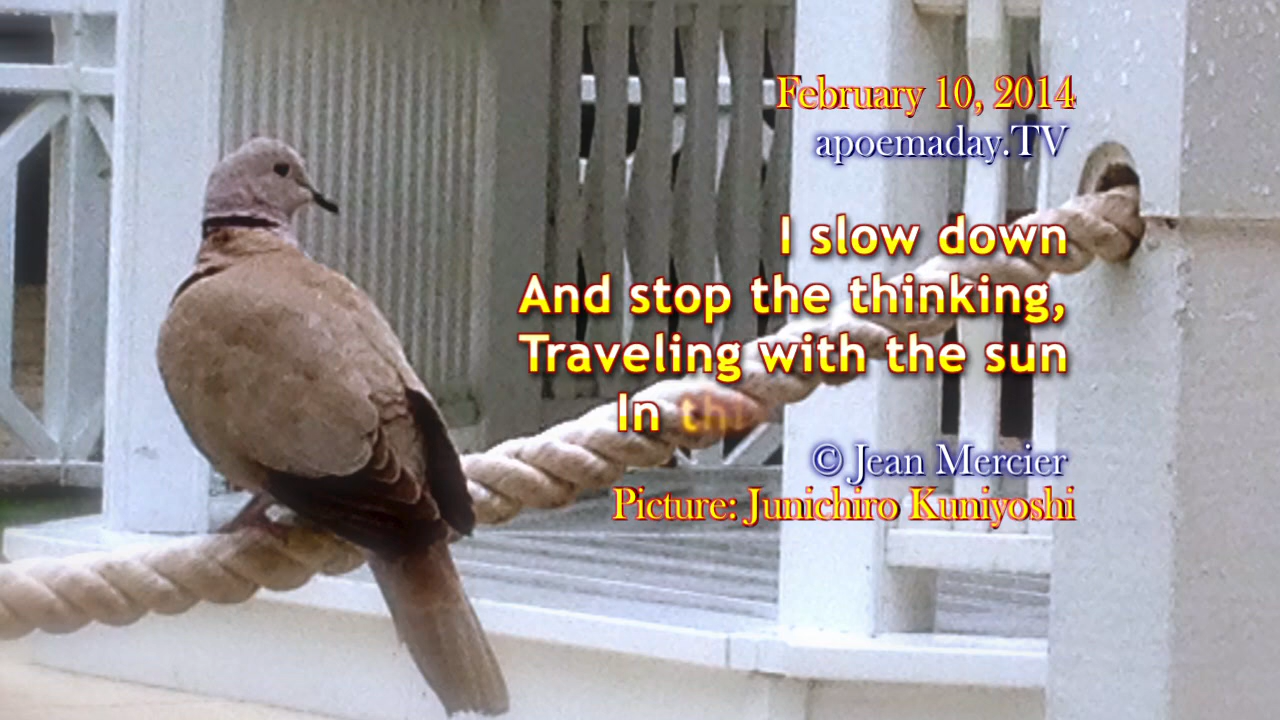 February 10, 2014
apoemaday.TV
I slow down
And stop the thinking,
Traveling with the sun
In
© Jean Mercier
Picture: Junichiro Kuniyoshi